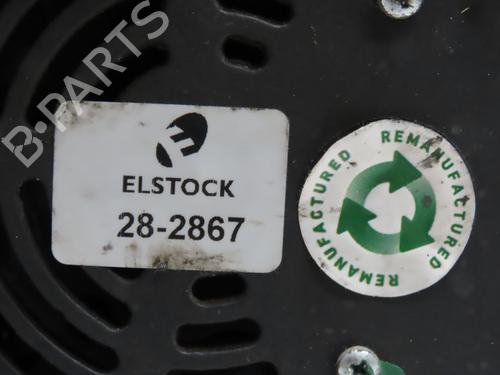 B-PARTS
ELSTOCK
28-2867
REMANUFACTURED
REMANUFACTURED